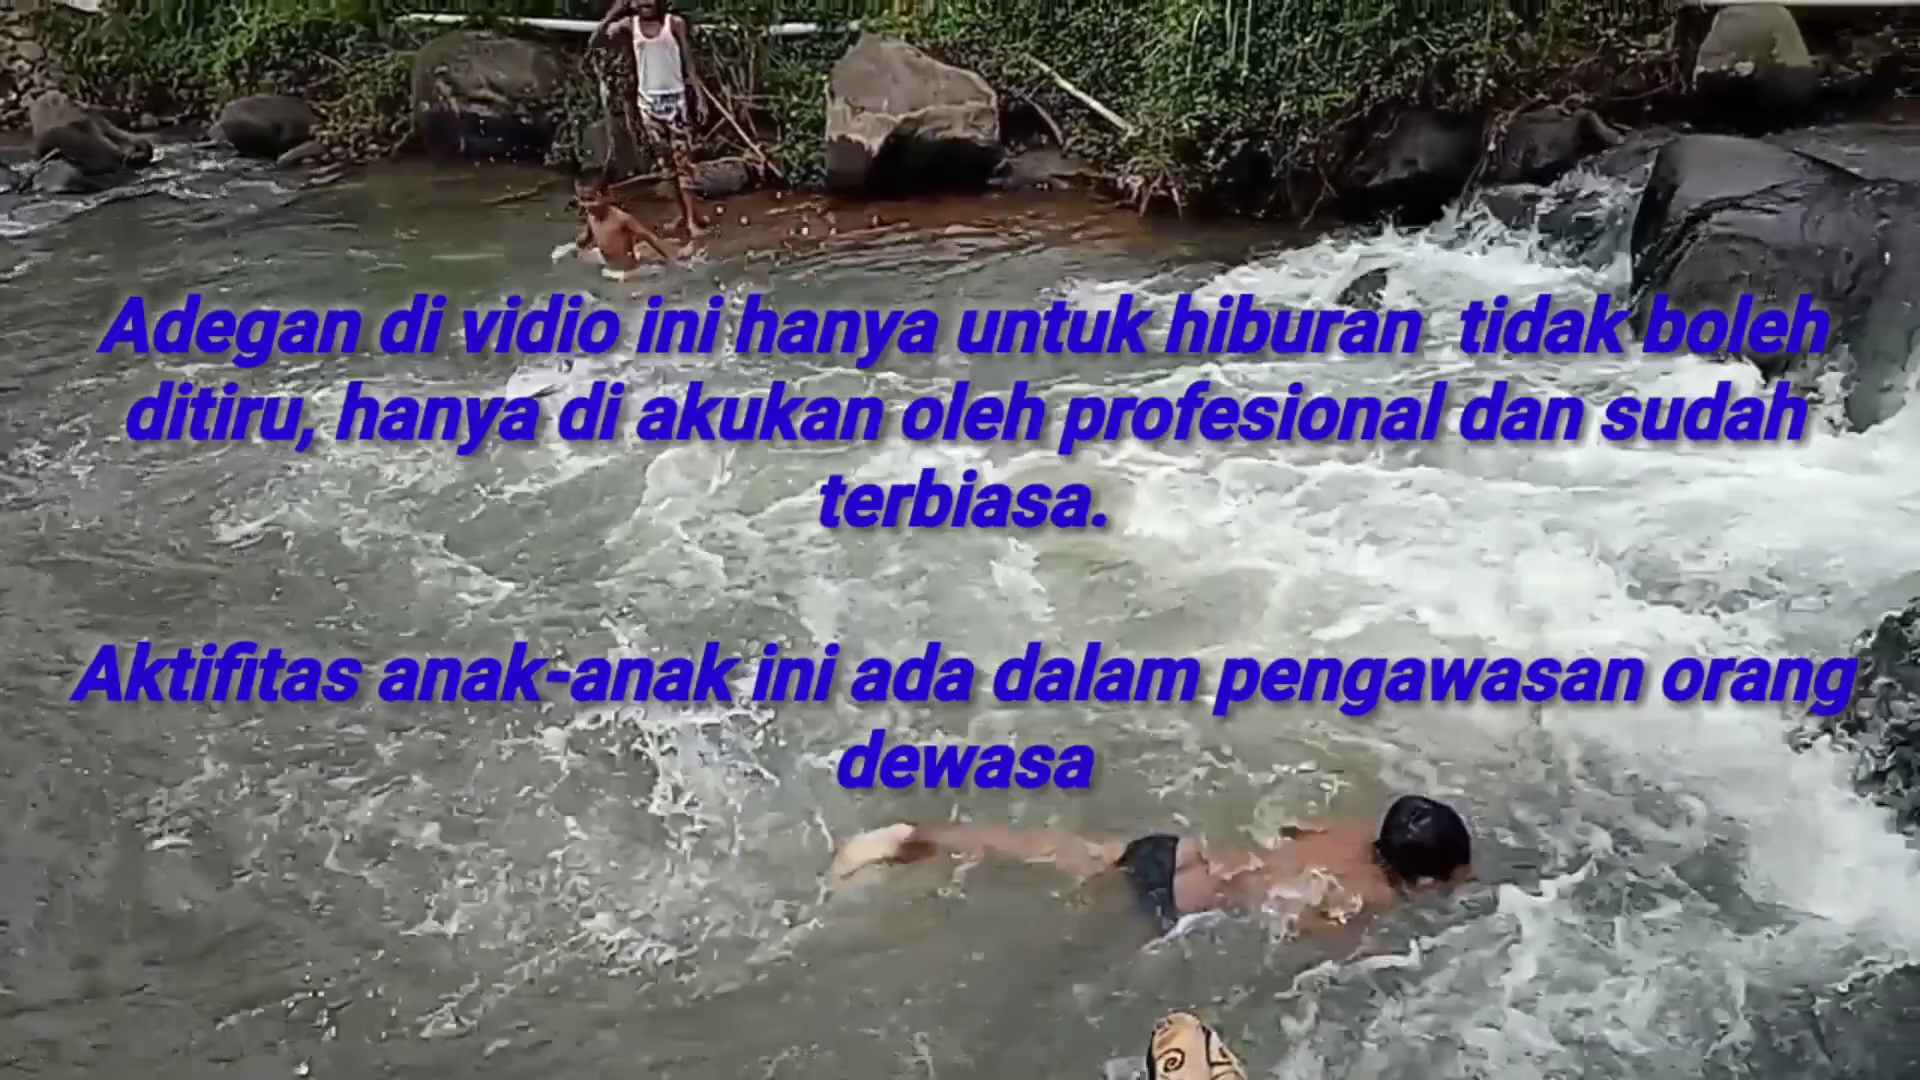 Adegan di vidio ini hanya untuk hiburan  tidak boleh
ditiru, hanya di akukan oleh profesional dan sudah
terbiasa.
Aktifitas anak-anak ini ada dalam pengawasan orang
dewasa